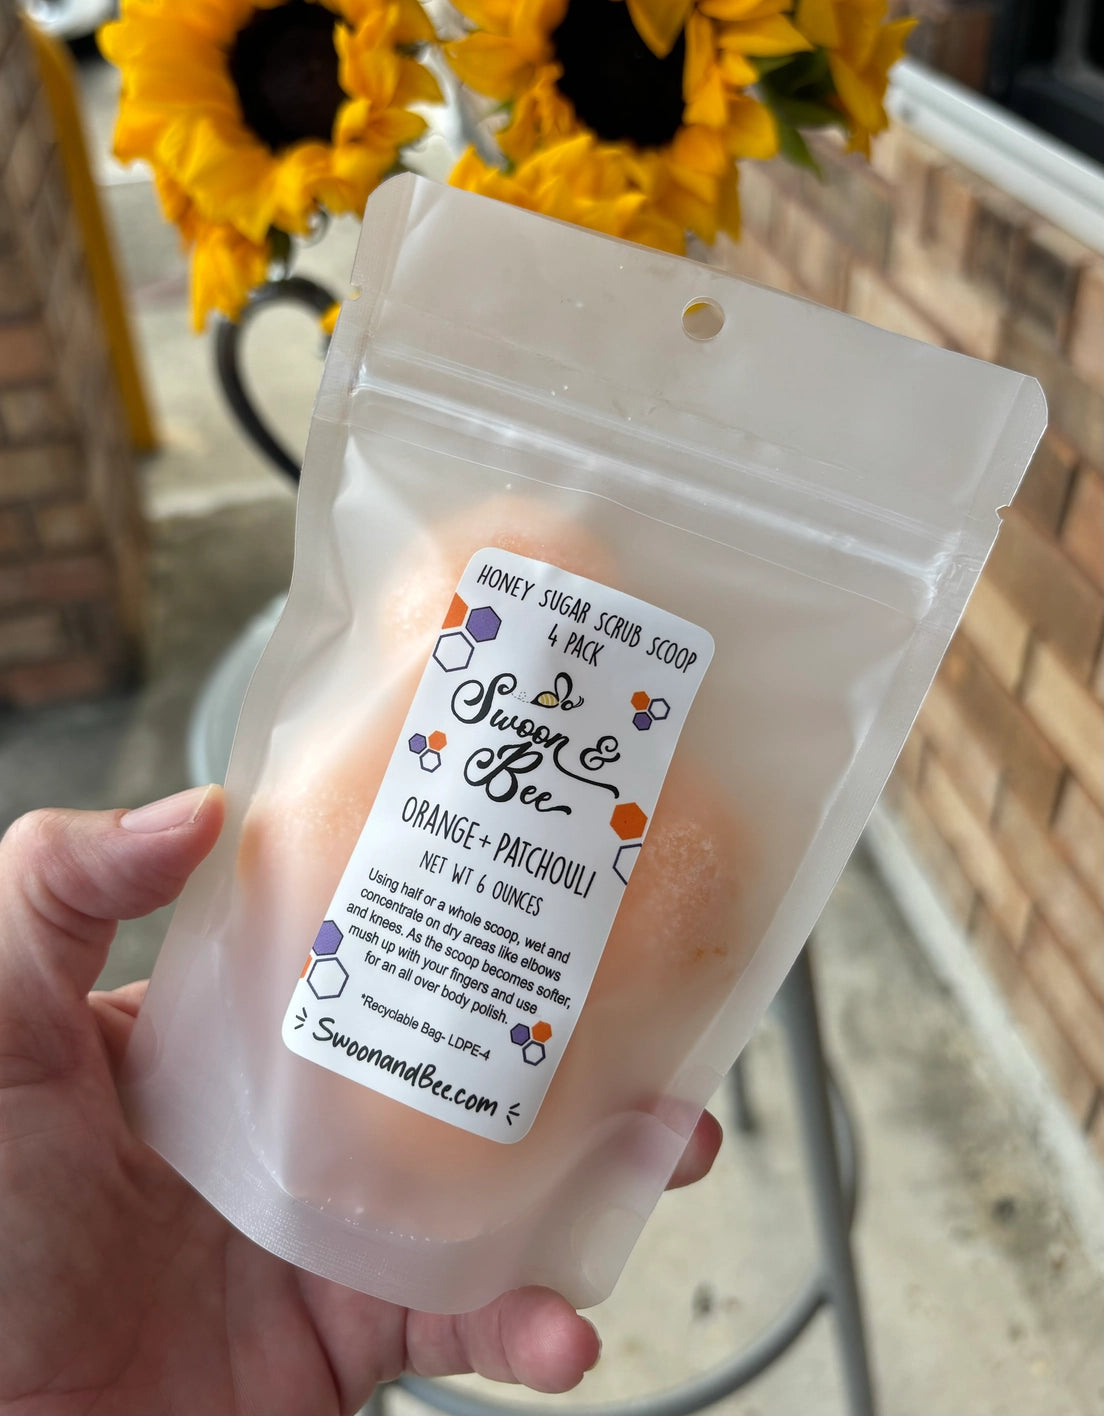 HONEY SUGAR SCRUB SCOOP
4 PACK
Swoon &
Bee
ORANGE + PATCHOULI
NET WT 6 OUNCES
Using half or a whole scoop, wet and
concentrate on dry areas like elbows
and knees. As the scoop becomes softer,
mush up with your fingers and use
for an all over body polish.
*Recyclable Bag- LDPE-4
SwoonandBee.com